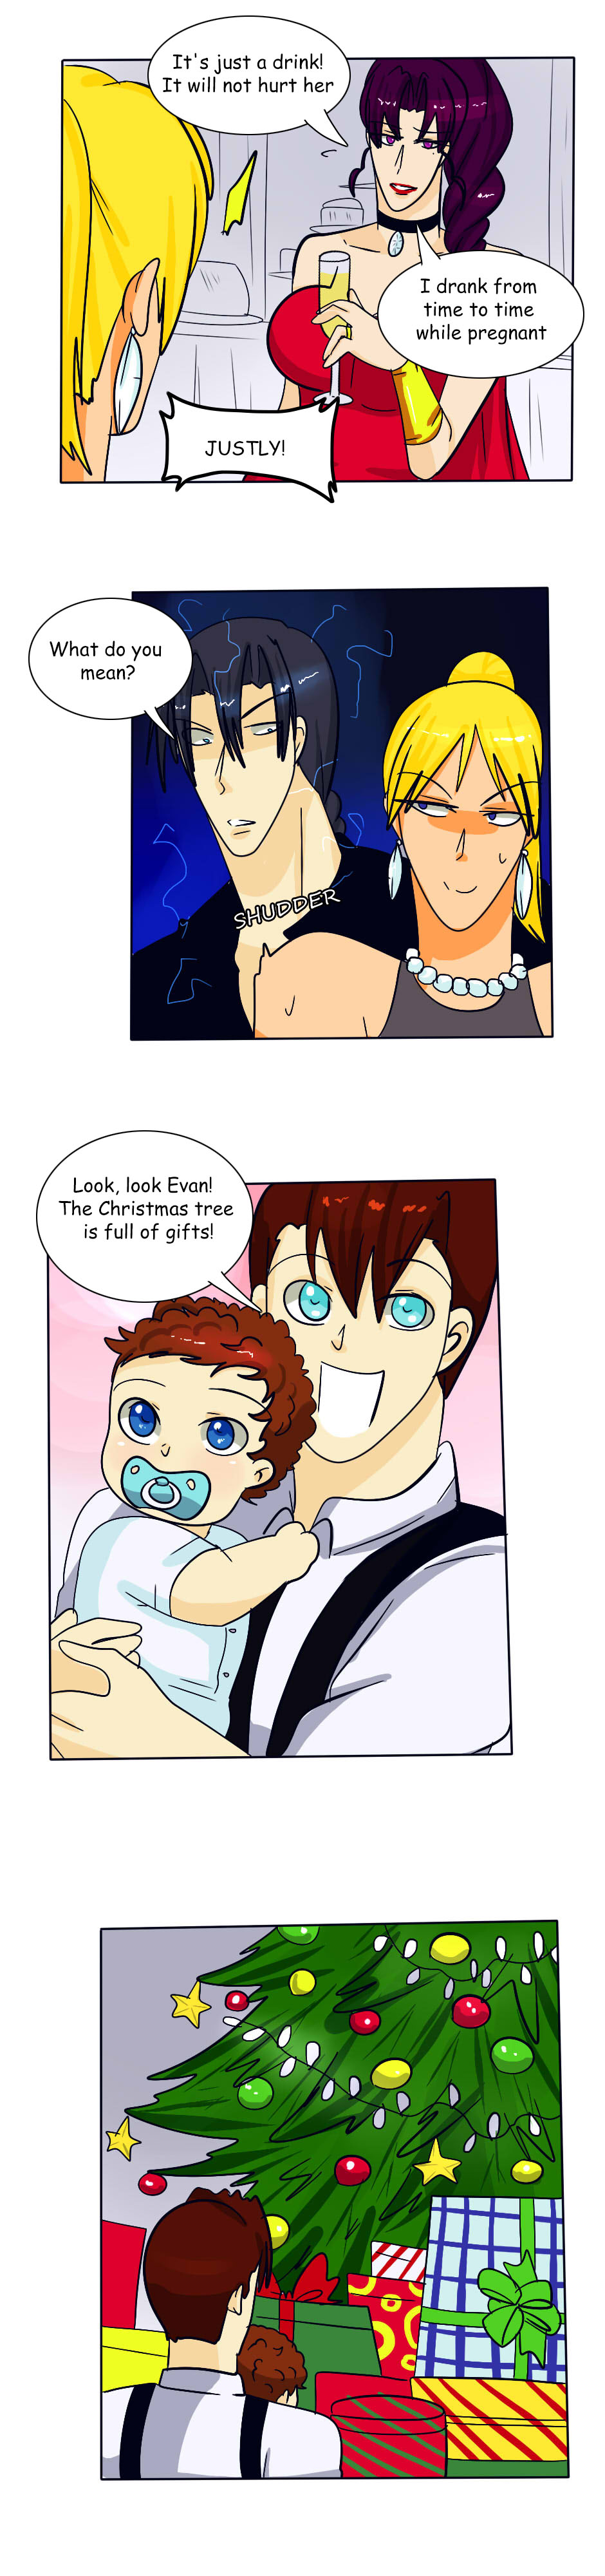 It's just a drink!
It will not hurt her
I drank from
time to time
while pregnant
JUSTLY!
What do you
mean?
SHUDDER
Look, look Evan!
The Christmas tree
is full of gifts!